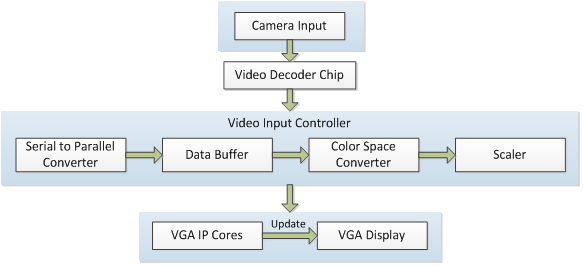 Camera Input
Video Decoder Chip
Video Input Controller
Serial to Parallel
Converter
Data Buffer
Color Space
Converter
Scaler
VGA IP Cores
Update
VGA Display